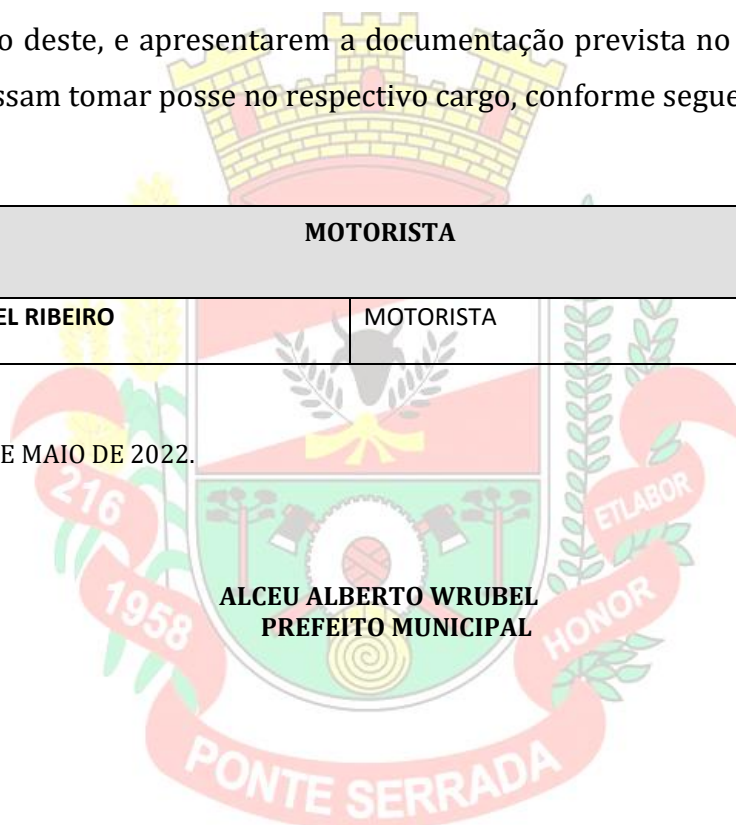 o deste, e apresentarem a documentação prevista no
ssam tomar posse no respectivo cargo, conforme segue
MOTORISTA
EL RIBEIRO MOTORISTA
E MAIO DE 2022.
216
1958
ETLABOR
HONOR
ALCEU ALBERTO WRUBEL
PREFEITO MUNICIPAL
PONTE SERRADA